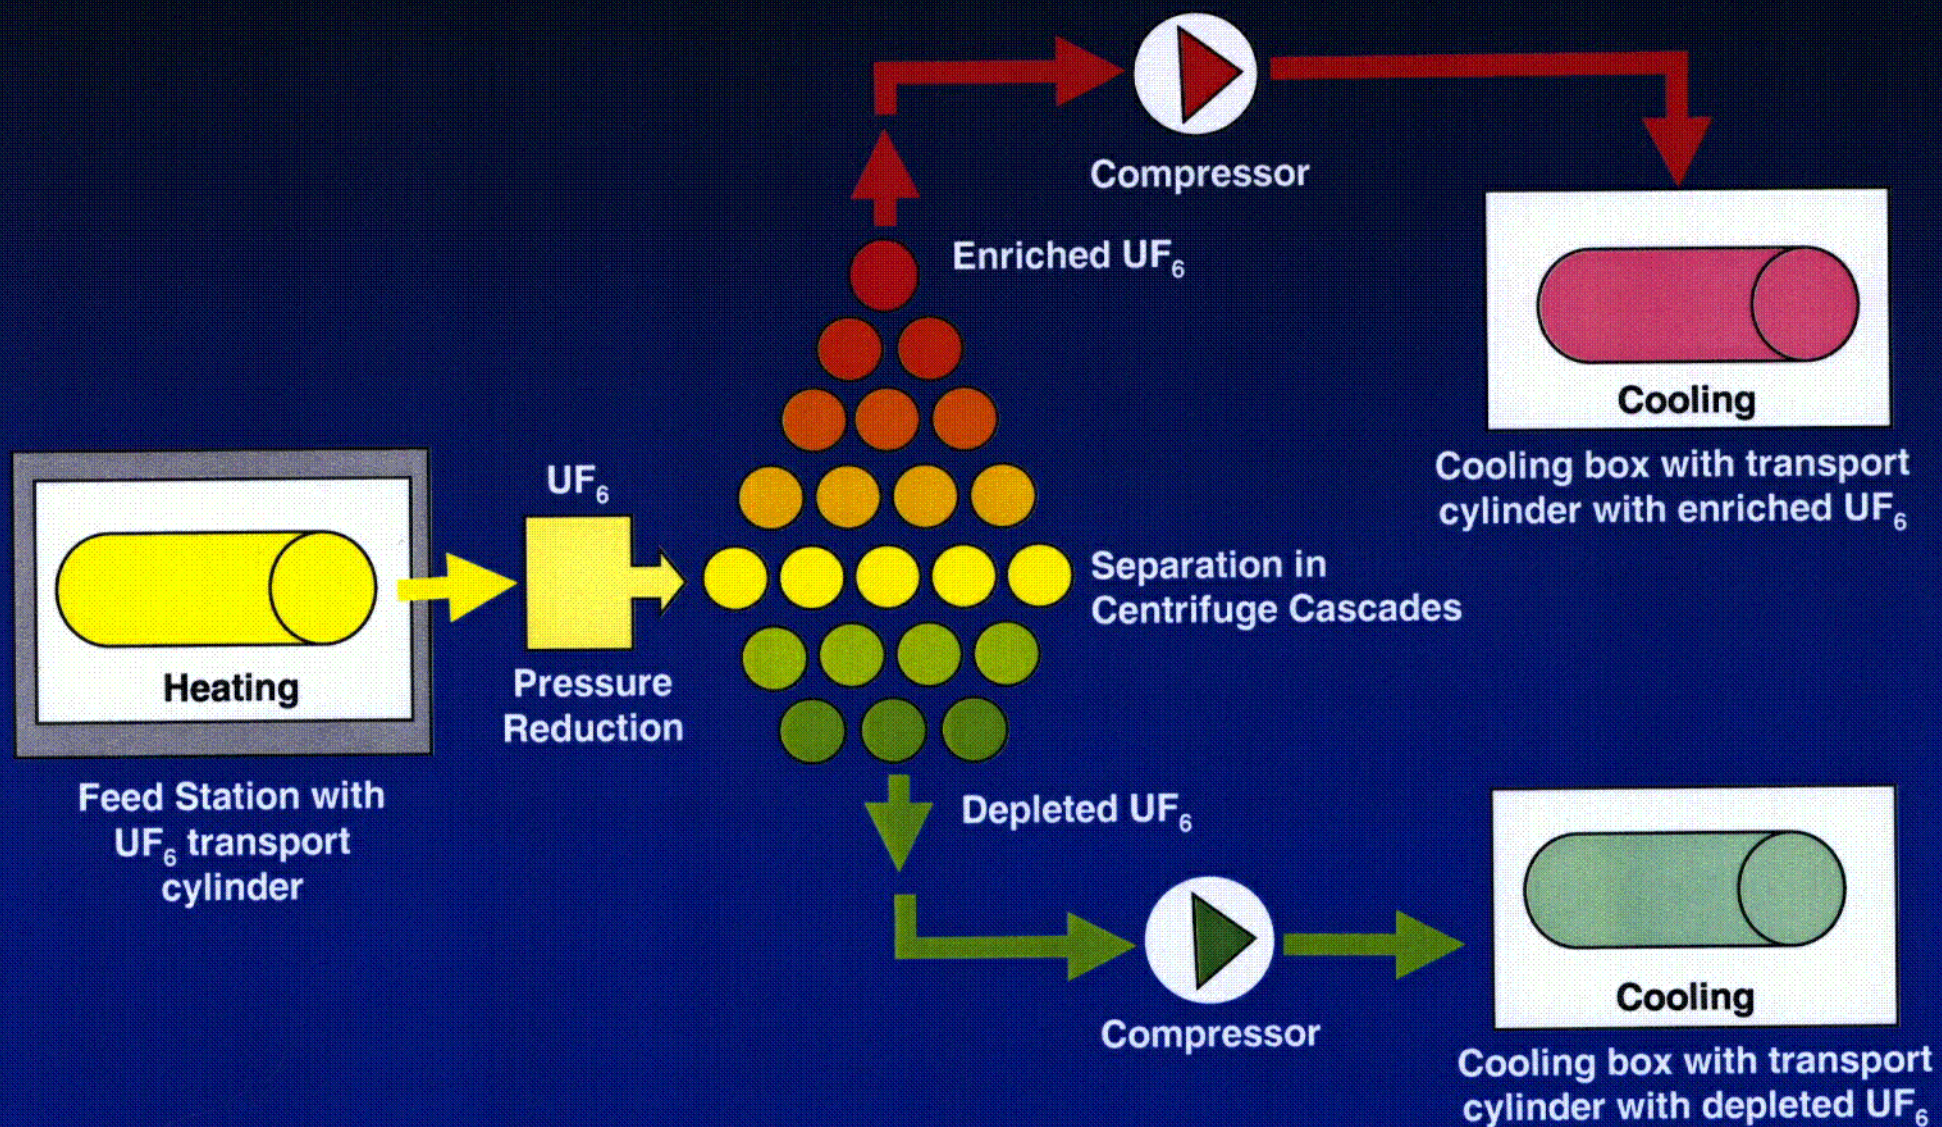 Compressor
Enriched UF₆
Cooling
Cooling box with transport
cylinder with enriched UF₆
UF₆
Separation in
Centrifuge Cascades
Heating
Pressure
Reduction
Feed Station with
UF₆ transport
cylinder
Depleted UF₆
Compressor
Cooling
Cooling box with transport
cylinder with depleted UF₆